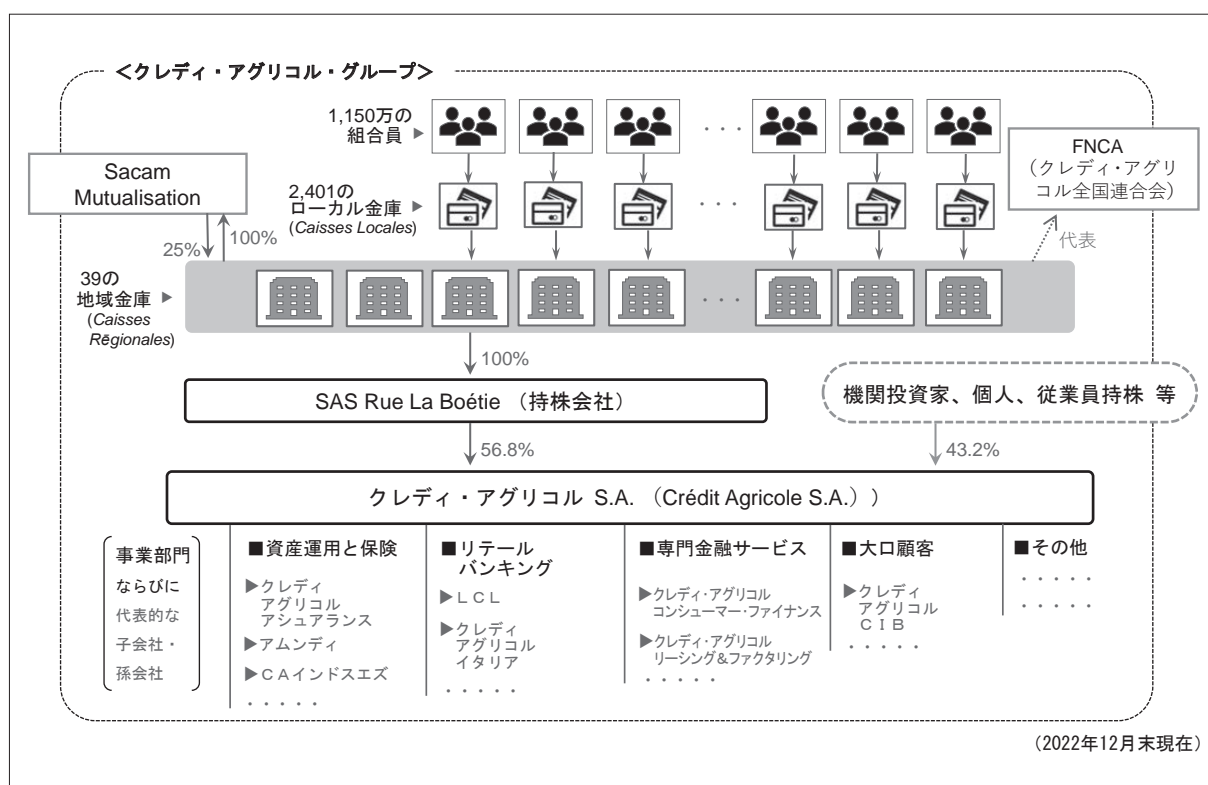 ＜クレディ・アグリコル・グループ＞
1,150万の
組合員▶
· · ·
Sacam
Mutualisation
FNCA
（クレディ・アグリ
コル全国連合会）
2,401の
ローカル金庫▶
(Caisses Locales)
· · ·
25%
100%
代表
39の
地域金庫▶
(Caisses
Régionales)
· · ·
100%
SAS Rue La Boétie （持株会社）
機関投資家、個人、従業員持株 等
56.8%
43.2%
クレディ・アグリコル S.A. （Crédit Agricole S.A.））
事業部門
ならびに
代表的な
子会社・
孫会社
■資産運用と保険
▶クレディ
アグリコル
アシュアランス
▶アムンディ
▶ＣＡインドスエズ
・・・・・
■リテール
バンキング
▶ＬＣＬ
▶クレディ
アグリコル
イタリア
・・・・・
■専門金融サービス
▶クレディ・アグリコル
コンシューマー・ファイナンス
▶クレディ・アグリコル
リーシング&ファクタリング
・・・・・
■大口顧客
▶クレディ
アグリコル
ＣＩＢ
・・・・・
■その他
・・・・・
・・・・・
（2022年12月末現在）